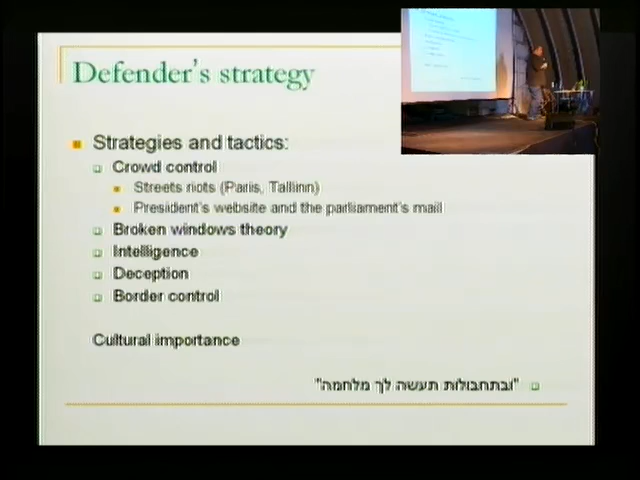 Defender's strategy
Strategies and tactics:
Crowd control
Streets riots (Paris, Tallinn)
President's website and the parliament's mail
Broken windows theory
Intelligence
Deception
Border control
Cultural importance
"ובתחבולות תעשה לך מלחמה"